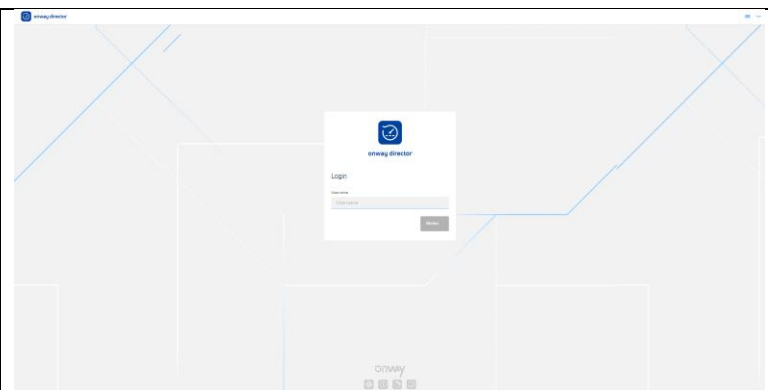 onway director
onway director
Login
Username
Username
onway